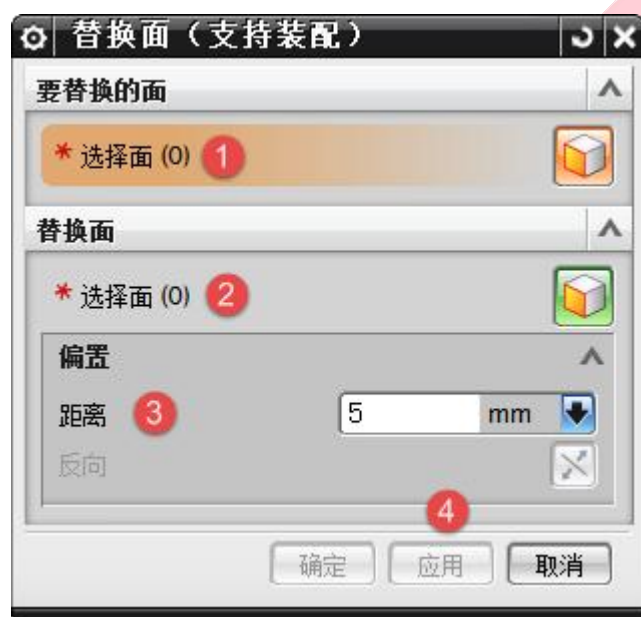 替换面（支持装配）
要替换的面
* 选择面 (0) 1
替换面
* 选择面 (0) 2
偏置
距离 3 5 mm
反向
4
确定 应用 取消